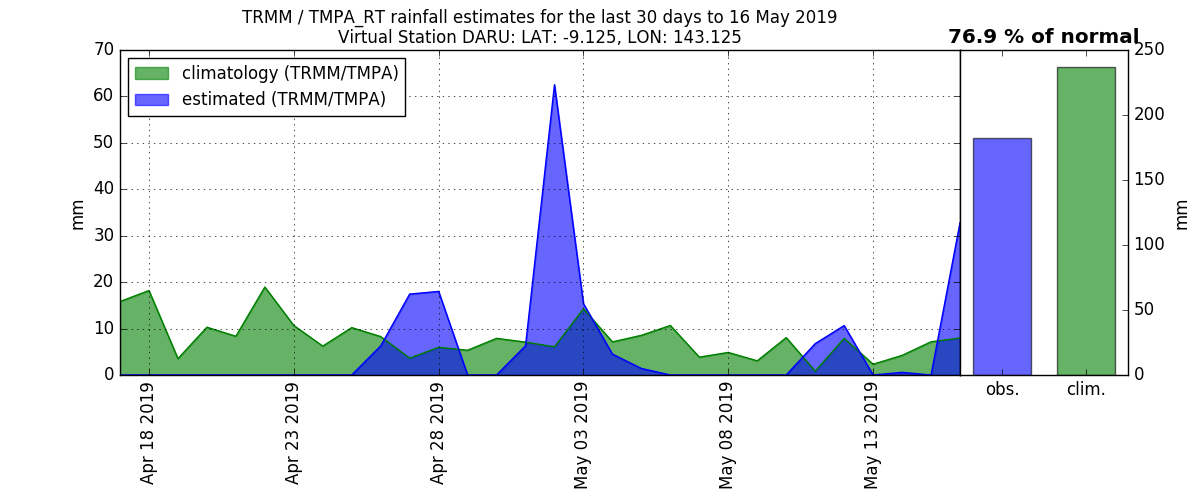 TRMM / TMPA_RT rainfall estimates for the last 30 days to 16 May 2019
Virtual Station DARU: LAT: -9.125, LON: 143.125
76.9 % of normal
climatology (TRMM/TMPA)
estimated (TRMM/TMPA)
70
60
50
40
30
20
10
0
mm
Apr 18 2019
Apr 23 2019
Apr 28 2019
May 03 2019
May 08 2019
May 13 2019
obs.
clim.
250
200
150
100
50
0
mm